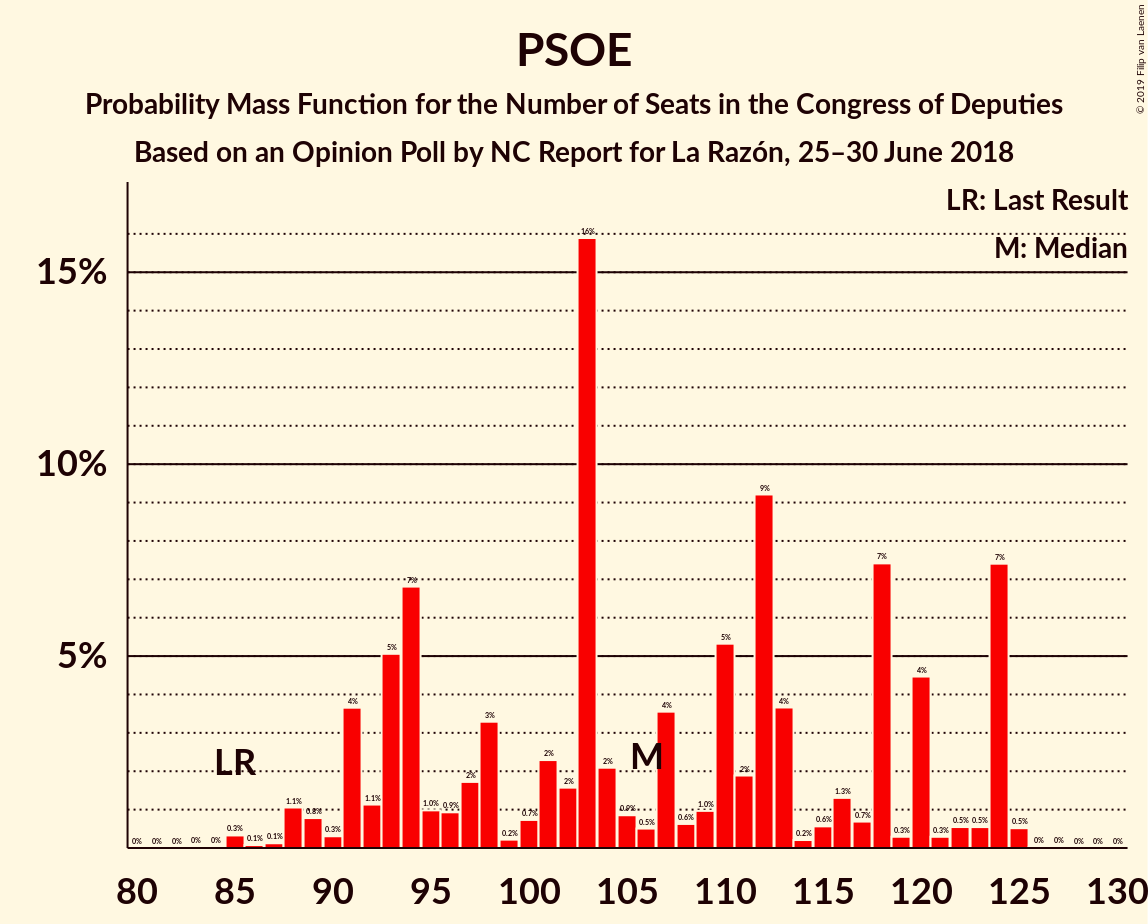 © 2019 Filip van Laenen
PSOE
Probability Mass Function for the Number of Seats in the Congress of Deputies
Based on an Opinion Poll by NC Report for La Razón, 25–30 June 2018
LR: Last Result
M: Median
15%
10%
5%
0% 0% 0% 0% 0% 0.3% 0.1% 0.1% 1.1% 0.8% 0.3% 4% 1.1% 5% 7% 1.0% 0.9% 2% 3% 0.2% 0.7% 2% 2% 16% 2% 0.9% 0.5% 4% 0.6% 1.0% 5% 2% 9% 4% 0.2% 0.6% 1.3% 0.7% 7% 0.3% 4% 0.3% 0.5% 0.5% 7% 0.5% 0% 0% 0% 0% 0%
LR
M
80 85 90 95 100 105 110 115 120 125 130